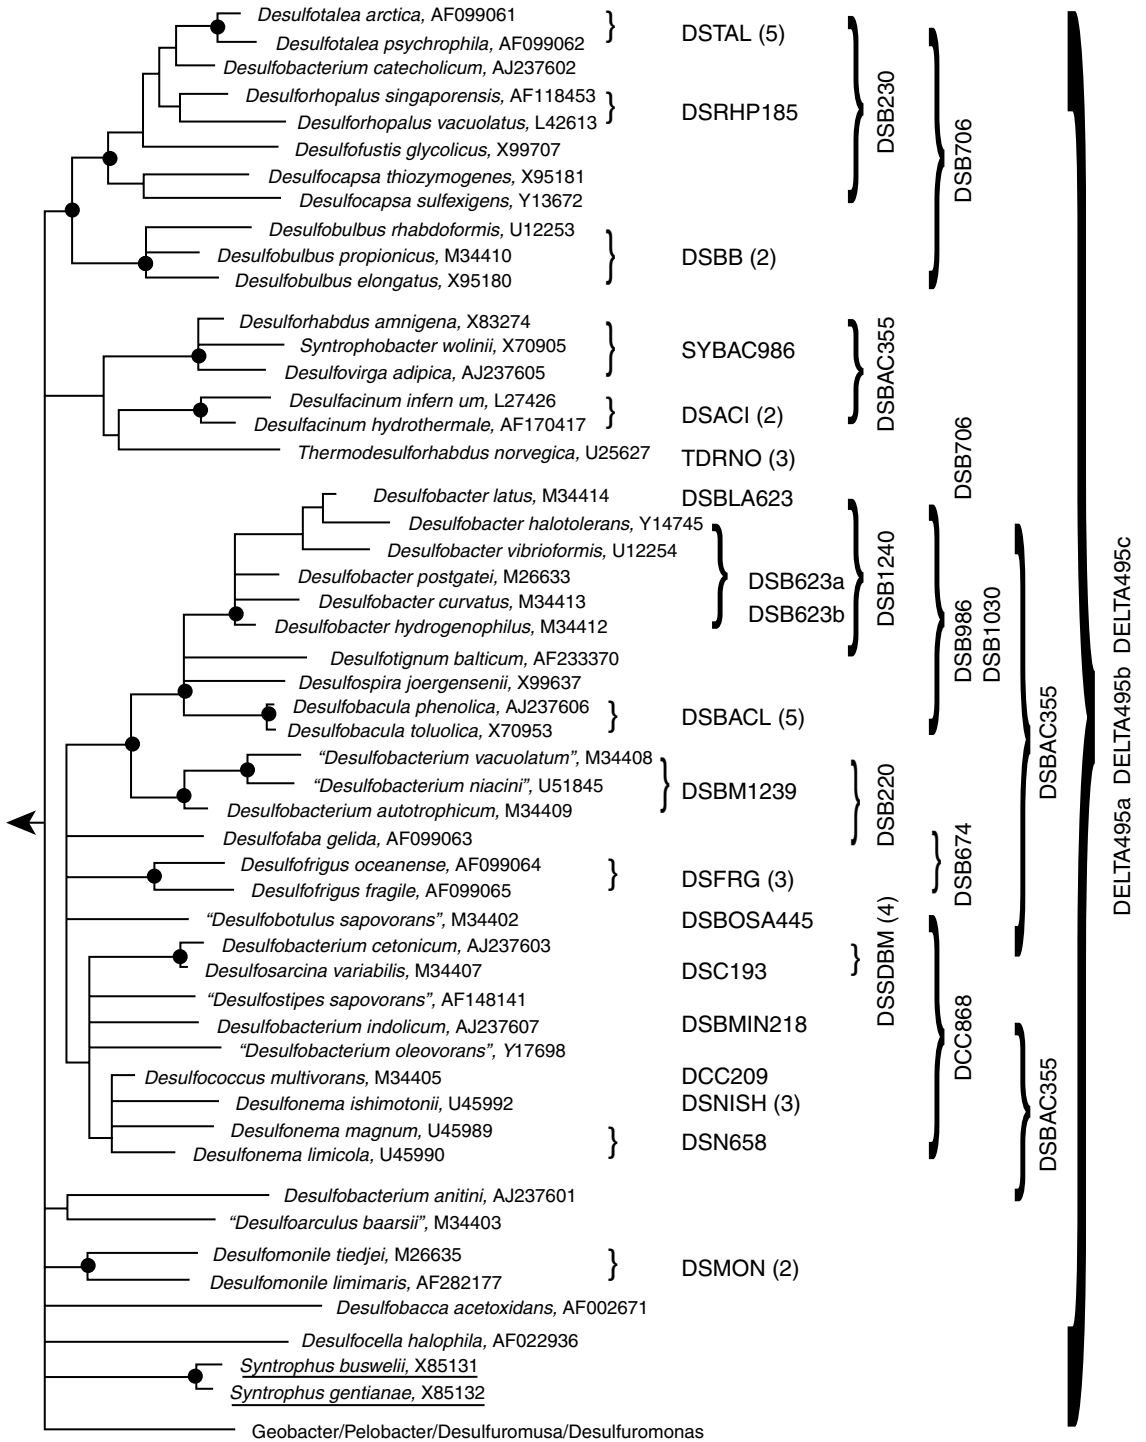 Desulfotalea arctica, AF099061
Desulfotalea psychrophila, AF099062
DSTAL (5)
Desulfobacterium catecholicum, AJ237602
Desulforhopalus singaporensis, AF118453
Desulforhopalus vacuolatus, L42613
DSRHP185
DSB230
DSB706
Desulfofustis glycolicus, X99707
Desulfocapsa thiozymogenes, X95181
Desulfocapsa sulfexigens, Y13672
Desulfobulbus rhabdoformis, U12253
Desulfobulbus propionicus, M34410
DSBB (2)
Desulfobulbus elongatus, X95180
Desulforhabdus amnigena, X83274
Syntrophobacter wolinii, X70905
SYBAC986
DSBAC355
Desulfovirga adipica, AJ237605
Desulfacinum infern um, L27426
Desulfacinum hydrothermale, AF170417
DSACI (2)
Thermodesulforhabdus norvegica, U25627
TDRNO (3)
DSB706
Desulfobacter latus, M34414
DSBLA623
Desulfobacter halotolerans, Y14745
Desulfobacter vibrioformis, U12254
Desulfobacter postgatei, M26633
DSB623a
DSB1240
Desulfobacter curvatus, M34413
DSB623b
Desulfobacter hydrogenophilus, M34412
DSB986
DSB1030
Desulfotignum balticum, AF233370
Desulfospira joergensenii, X99637
Desulfobacula phenolica, AJ237606
DSBACL (5)
Desulfobacula toluolica, X70953
DSBAC355
DELTA495a DELTA495b DELTA495c
“Desulfobacterium vacuolatum”, M34408
“Desulfobacterium niacini”, U51845
DSBM1239
DSB220
Desulfobacterium autotrophicum, M34409
Desulfofaba gelida, AF099063
Desulfofrigus oceanense, AF099064
DSFRG (3)
DSB674
Desulfofrigus fragile, AF099065
“Desulfobotulus sapovorans”, M34402
DSBOSA445
DSSDBM (4)
Desulfobacterium cetonicum, AJ237603
Desulfosarcina variabilis, M34407
DSC193
“Desulfostipes sapovorans”, AF148141
Desulfobacterium indolicum, AJ237607
DSBMIN218
DCC868
“Desulfobacterium oleovorans”, Y17698
Desulfococcus multivorans, M34405
DCC209
Desulfonema ishimotonii, U45992
DSNISH (3)
DSBAC355
Desulfonema magnum, U45989
DSN658
Desulfonema limicola, U45990
Desulfobacterium anitini, AJ237601
“Desulfoarculus baarsii”, M34403
Desulfomonile tiedjei, M26635
DSMON (2)
Desulfomonile limimaris, AF282177
Desulfobacca acetoxidans, AF002671
Desulfocella halophila, AF022936
Syntrophus buswelii, X85131
Syntrophus gentianae, X85132
Geobacter/Pelobacter/Desulfuromusa/Desulfuromonas